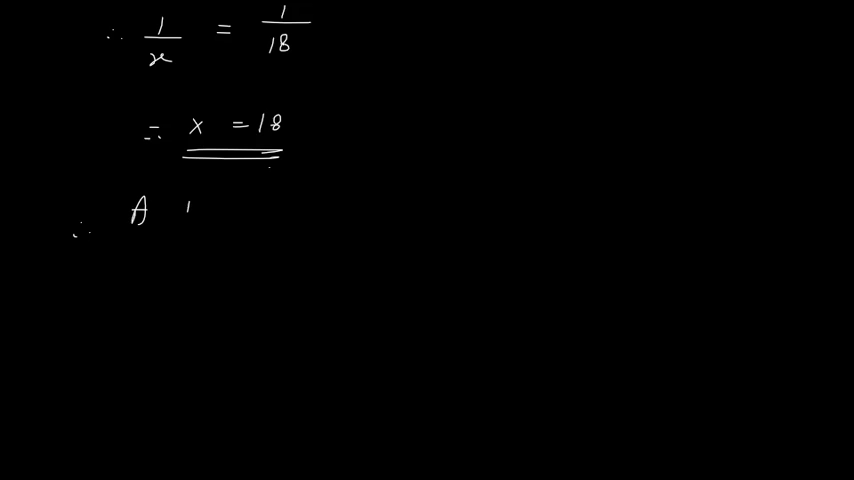 ∴ 1/x = 1/18
∴ x = 18
∴ A